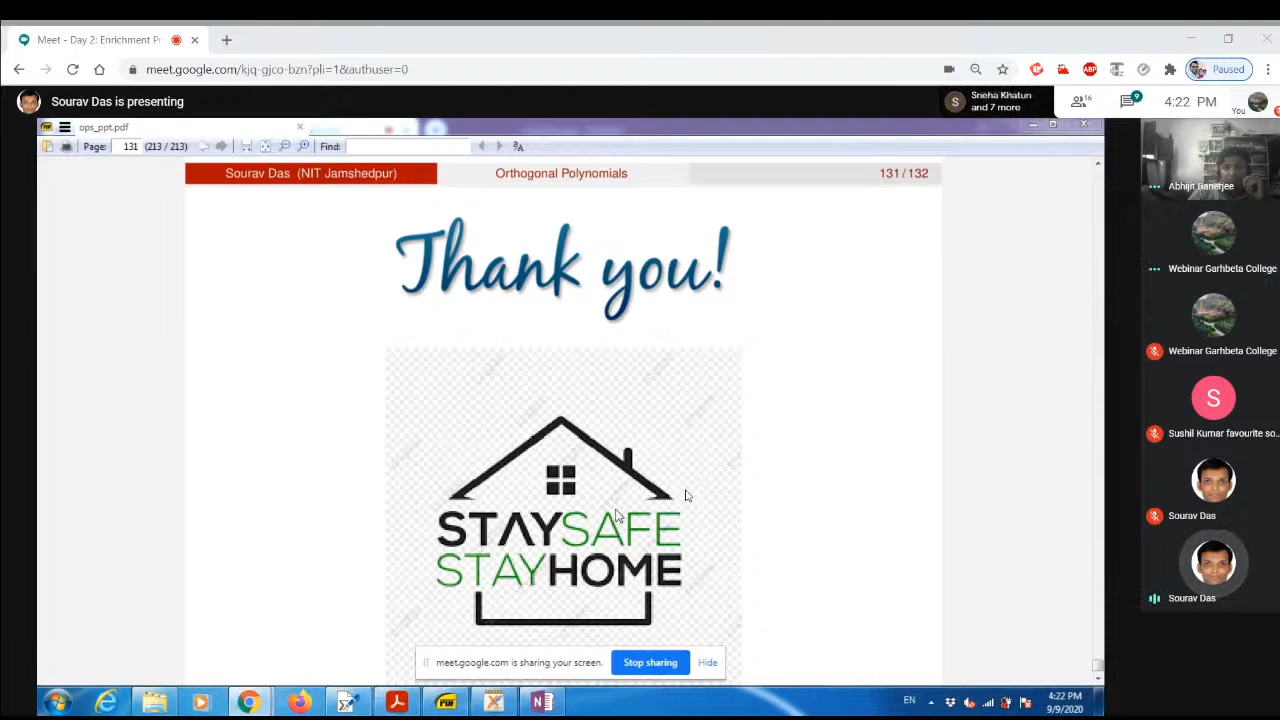 Meet - Day 2: Enrichment Pr
meet.google.com/kjq-gjco-bzn?pli=1&authuser=0
ABP
Paused
Sourav Das is presenting
S
Sneha Khatun
and 7 more
16
9
4:22 PM
You
ops_ppt.pdf
Page: 131 (213 / 213)
Find:
Sourav Das (NIT Jamshedpur)
Orthogonal Polynomials
131 / 132
Thank you!
STAYSAFE
STAYHOME
meet.google.com is sharing your screen.
Stop sharing
Hide
Abhijit Banerjee
Webinar Garhbeta College
Webinar Garhbeta College
S
Sushil Kumar favourite so...
Sourav Das
Sourav Das
PDF
EN
4:22 PM
9/9/2020